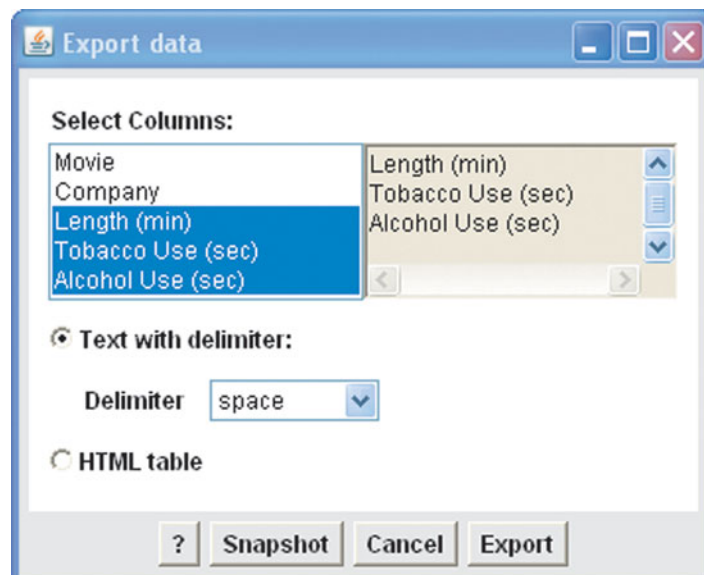 Export data
Select Columns:
Movie
Company
Length (min)
Tobacco Use (sec)
Alcohol Use (sec)
Length (min)
Tobacco Use (sec)
Alcohol Use (sec)
Text with delimiter:
Delimiter space
HTML table
? Snapshot Cancel Export